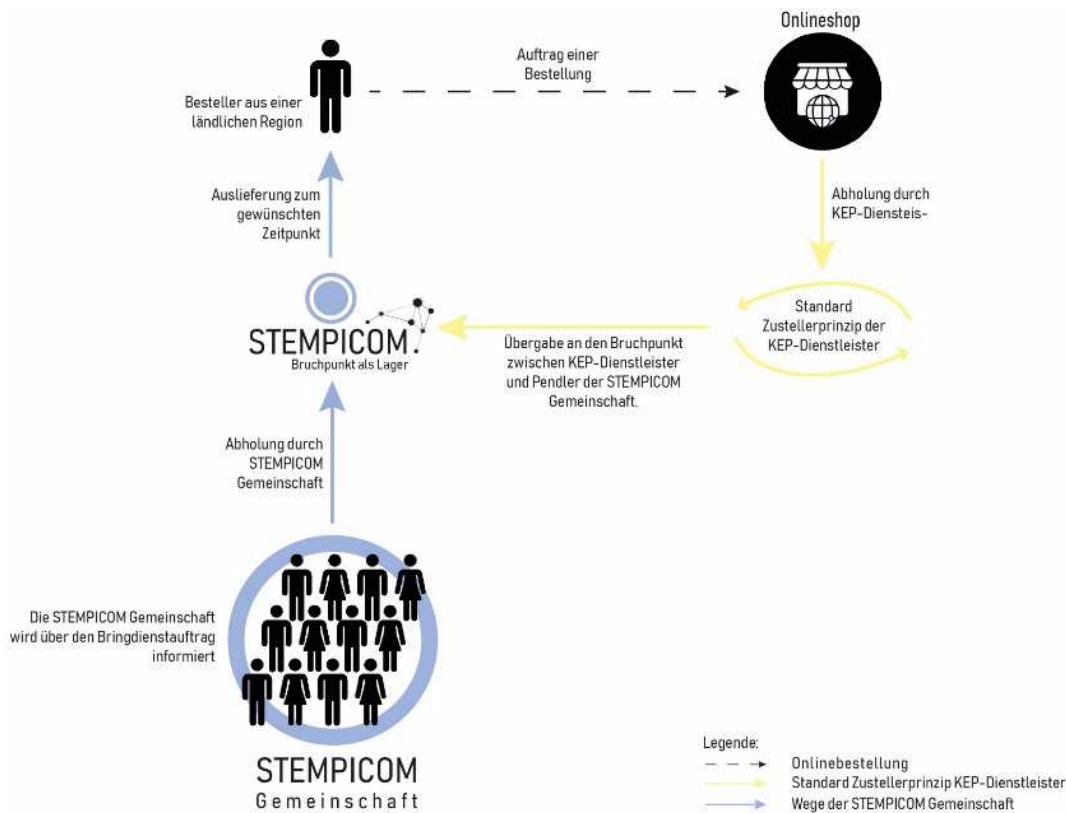 Onlineshop
Auftrag einer
Bestellung
Besteller aus einer
ländlichen Region
Auslieferung zum
gewünschten
Zeitpunkt
Abholung durch
KEP-Diensteis-
STEMPICOM.
Bruchpunkt als Lager
Übergabe an den Bruchpunkt
zwischen KEP-Dienstleister
und Pendler der STEMPICOM
Gemeinschaft.
Standard
Zustellerprinzip der
KEP-Dienstleister
Abholung durch
STEMPICOM
Gemeinschaft
Die STEMPICOM Gemeinschaft
wird über den Bringdienstauftrag
informiert
STEMPICOM
Gemeinschaft
Legende:
Onlinebestellung
Standard Zustellerprinzip KEP-Dienstleister
Wege der STEMPICOM Gemeinschaft